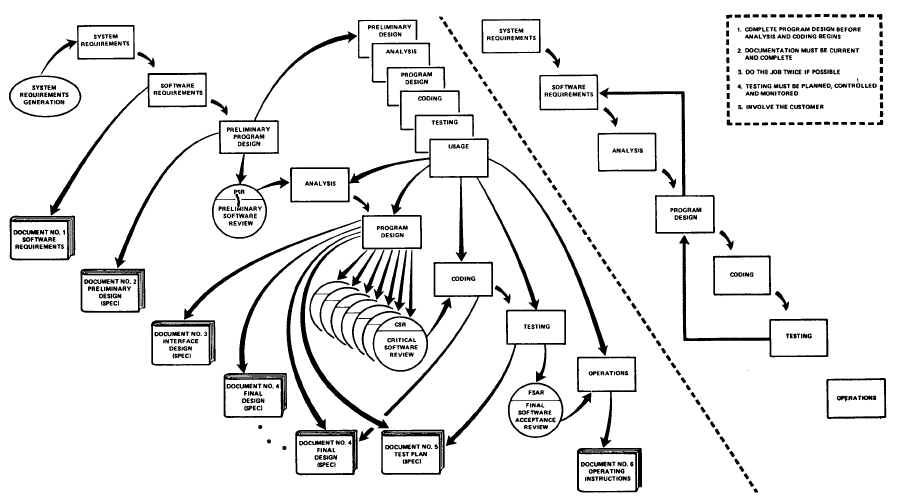 SYSTEM
REQUIREMENTS
SYSTEM
REQUIREMENTS
GENERATION
SOFTWARE
REQUIREMENTS
PRELIMINARY
PROGRAM
DESIGN
PSR
PRELIMINARY
SOFTWARE
REVIEW
PRELIMINARY
DESIGN
ANALYSIS
PROGRAM
DESIGN
CODING
TESTING
USAGE
ANALYSIS
PROGRAM
DESIGN
CODING
TESTING
OPERATIONS
CSR
CRITICAL
SOFTWARE
REVIEW
FSAR
FINAL
SOFTWARE
ACCEPTANCE
REVIEW
DOCUMENT NO. 1
SOFTWARE
REQUIREMENTS
DOCUMENT NO. 2
PRELIMINARY
DESIGN
(SPEC)
DOCUMENT NO. 3
INTERFACE
DESIGN
(SPEC)
DOCUMENT NO. 4
FINAL
DESIGN
(SPEC)
DOCUMENT NO. 4
FINAL
DESIGN
(SPEC)
DOCUMENT NO. 5
TEST PLAN
(SPEC)
DOCUMENT NO. 6
OPERATING
INSTRUCTIONS
SYSTEM
REQUIREMENTS
SOFTWARE
REQUIREMENTS
ANALYSIS
PROGRAM
DESIGN
CODING
TESTING
OPERATIONS
1. COMPLETE PROGRAM DESIGN BEFORE
ANALYSIS AND CODING BEGINS
2. DOCUMENTATION MUST BE CURRENT
AND COMPLETE
3. DO THE JOB TWICE IF POSSIBLE
4. TESTING MUST BE PLANNED, CONTROLLED
AND MONITORED
5. INVOLVE THE CUSTOMER